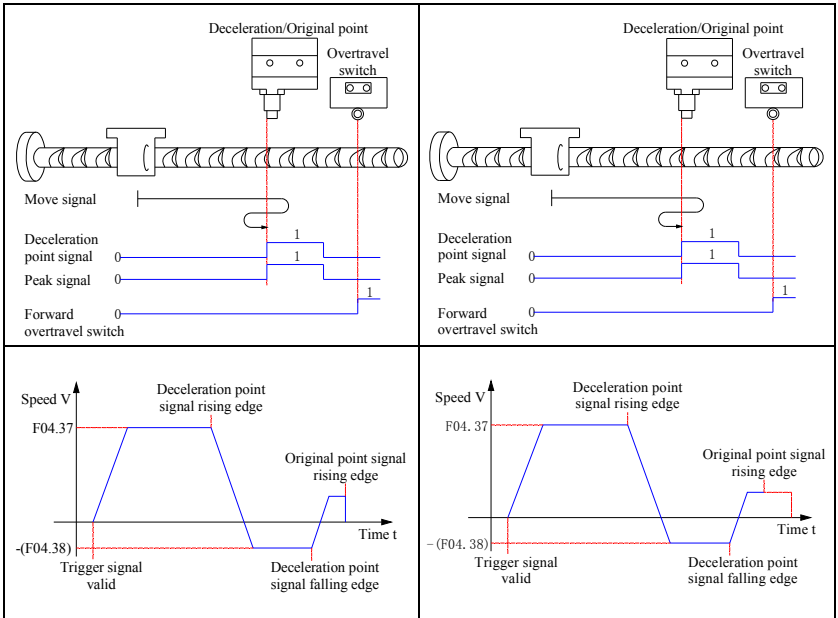 Deceleration/Original point
Overtravel
switch
Move signal
Deceleration
point signal
0
1
Peak signal
0
1
Forward
overtravel switch
0
1
Deceleration/Original point
Overtravel
switch
Move signal
Deceleration
point signal
0
1
Peak signal
0
1
Forward
overtravel switch
0
1
Speed V
Deceleration point
signal rising edge
F04.37
Original point signal
rising edge
Time t
-(F04.38)
Trigger signal
valid
Deceleration point
signal falling edge
Speed V
Deceleration point
signal rising edge
F04.37
Original point signal
rising edge
Time t
-(F04.38)
Trigger signal
valid
Deceleration point
signal falling edge